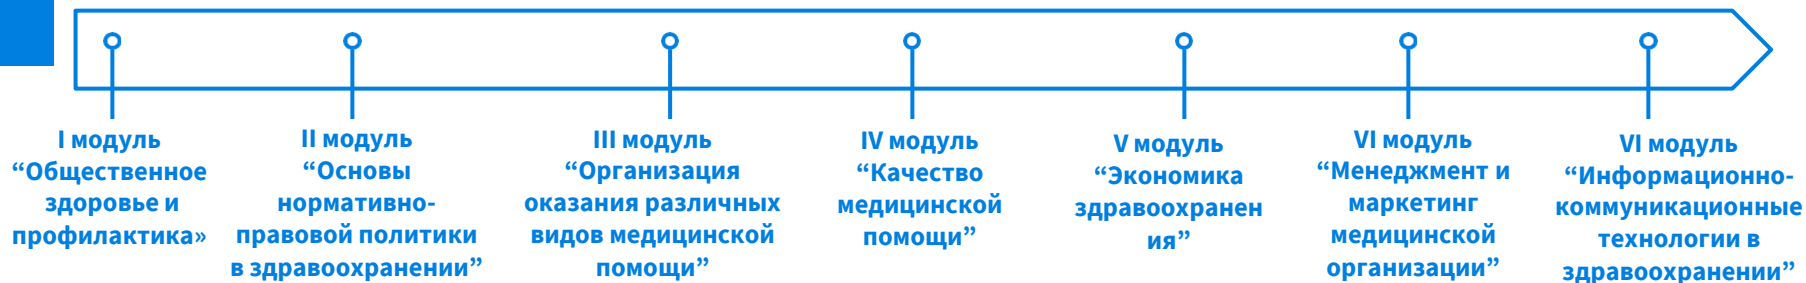 I модуль
“Общественное
здоровье и
профилактика»
II модуль
“Основы
нормативно-
правовой политики
в здравоохранении”
III модуль
“Организация
оказания различных
видов медицинской
помощи”
IV модуль
“Качество
медицинской
помощи”
V модуль
“Экономика
здравоохранен
ия”
VI модуль
“Менеджмент и
маркетинг
медицинской
организации”
VI модуль
“Информационно-
коммуникационные
технологии в
здравоохранении”